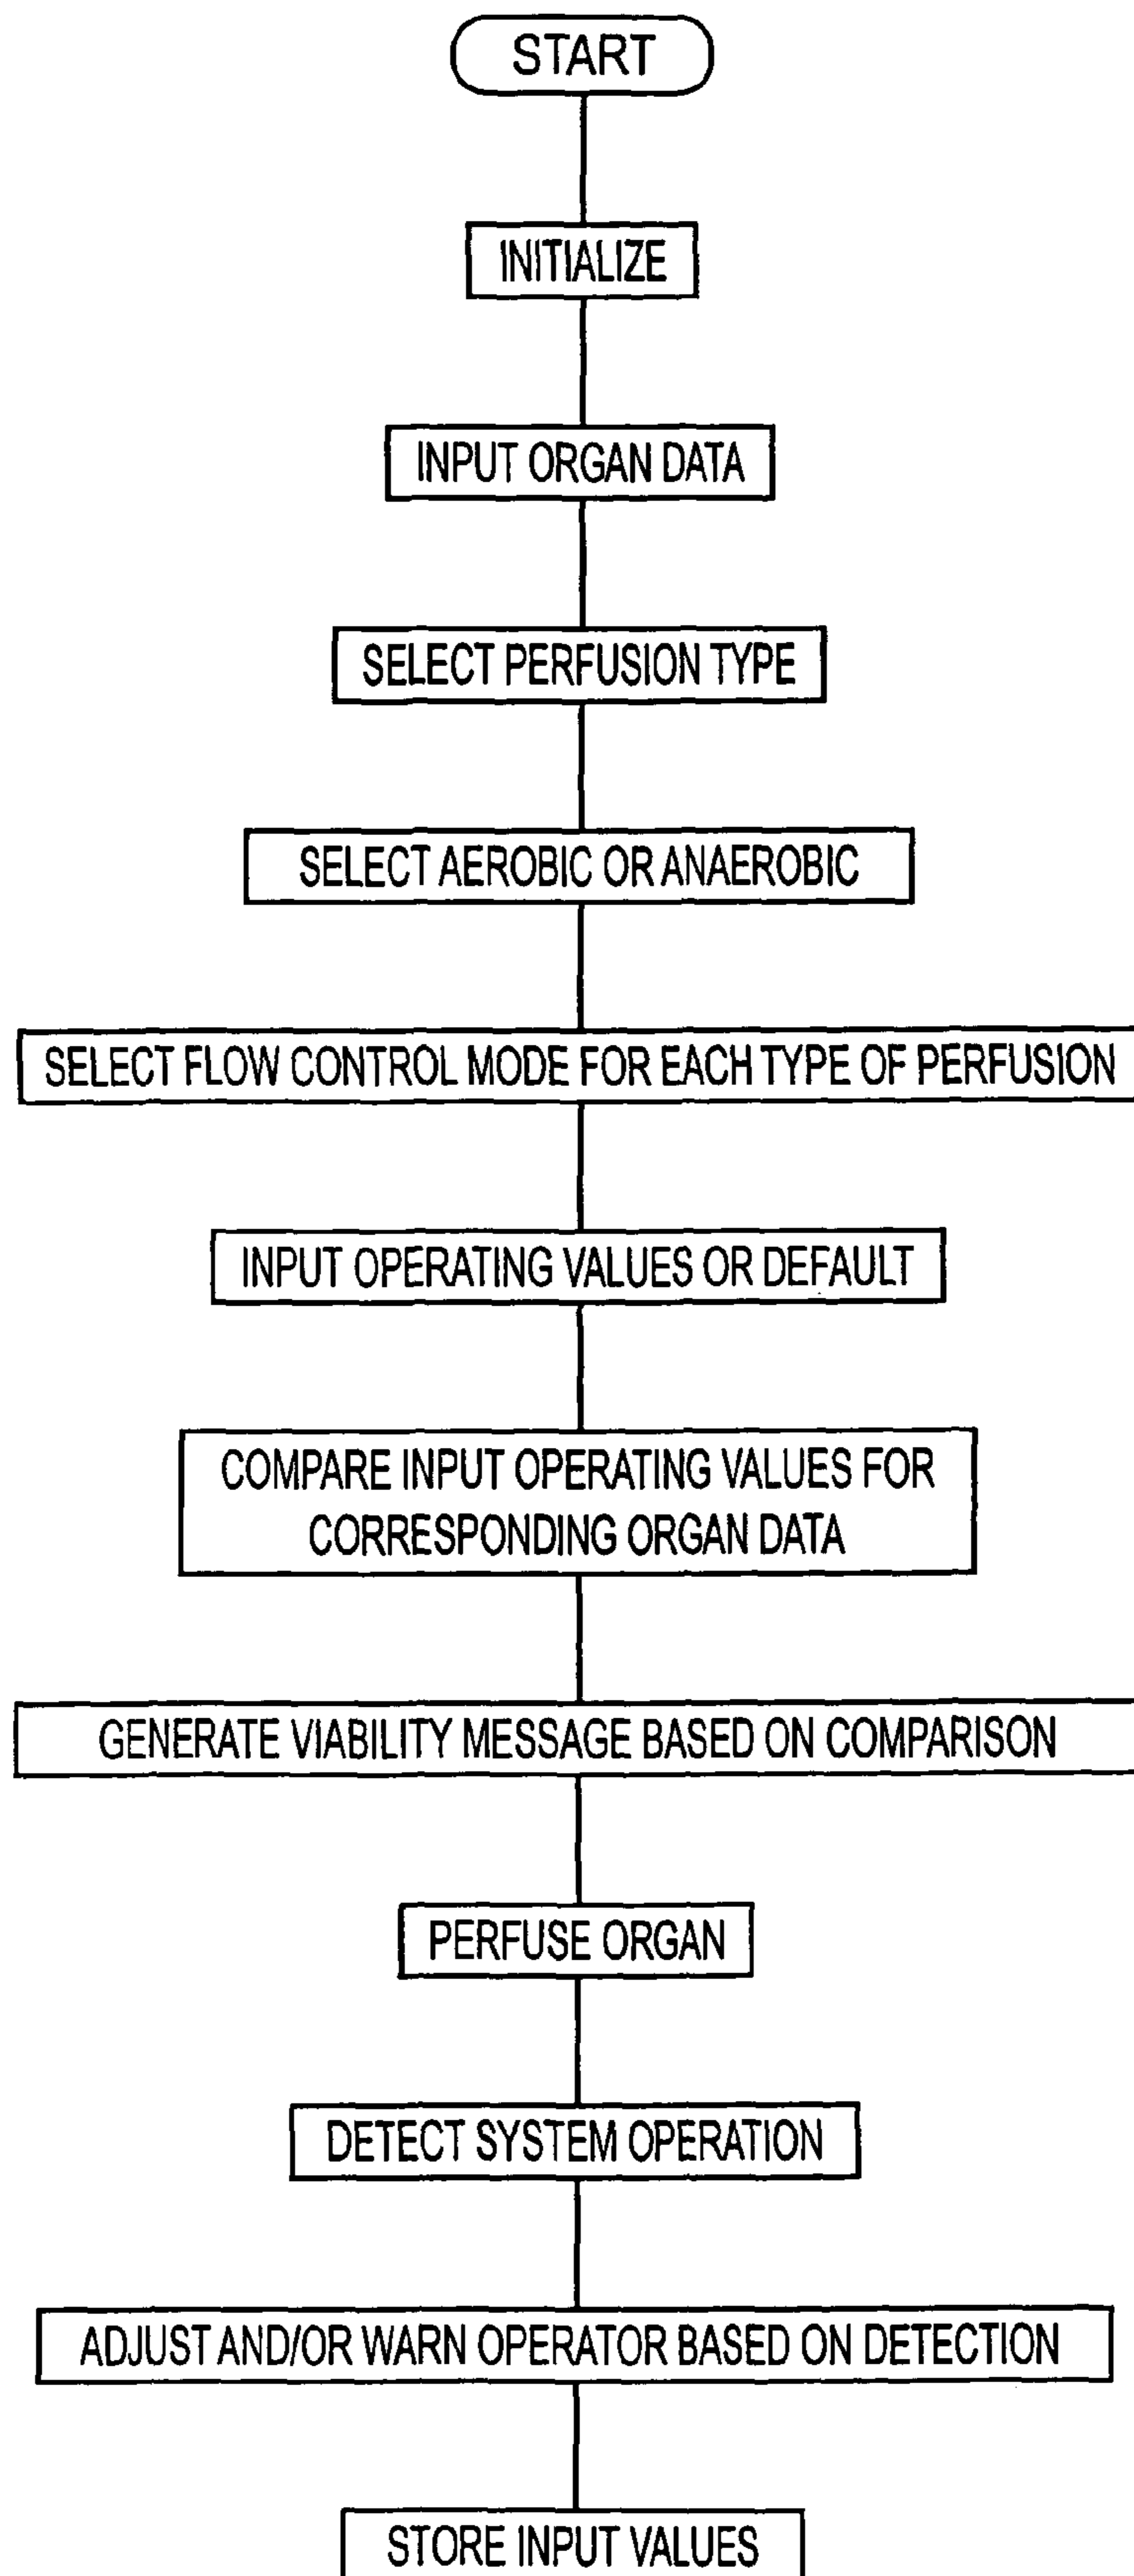 START
INITIALIZE
INPUT ORGAN DATA
SELECT PERFUSION TYPE
SELECT AEROBIC OR ANAEROBIC
SELECT FLOW CONTROL MODE FOR EACH TYPE OF PERFUSION
INPUT OPERATING VALUES OR DEFAULT
COMPARE INPUT OPERATING VALUES FOR
CORRESPONDING ORGAN DATA
GENERATE VIABILITY MESSAGE BASED ON COMPARISON
PERFUSE ORGAN
DETECT SYSTEM OPERATION
ADJUST AND/OR WARN OPERATOR BASED ON DETECTION
STORE INPUT VALUES